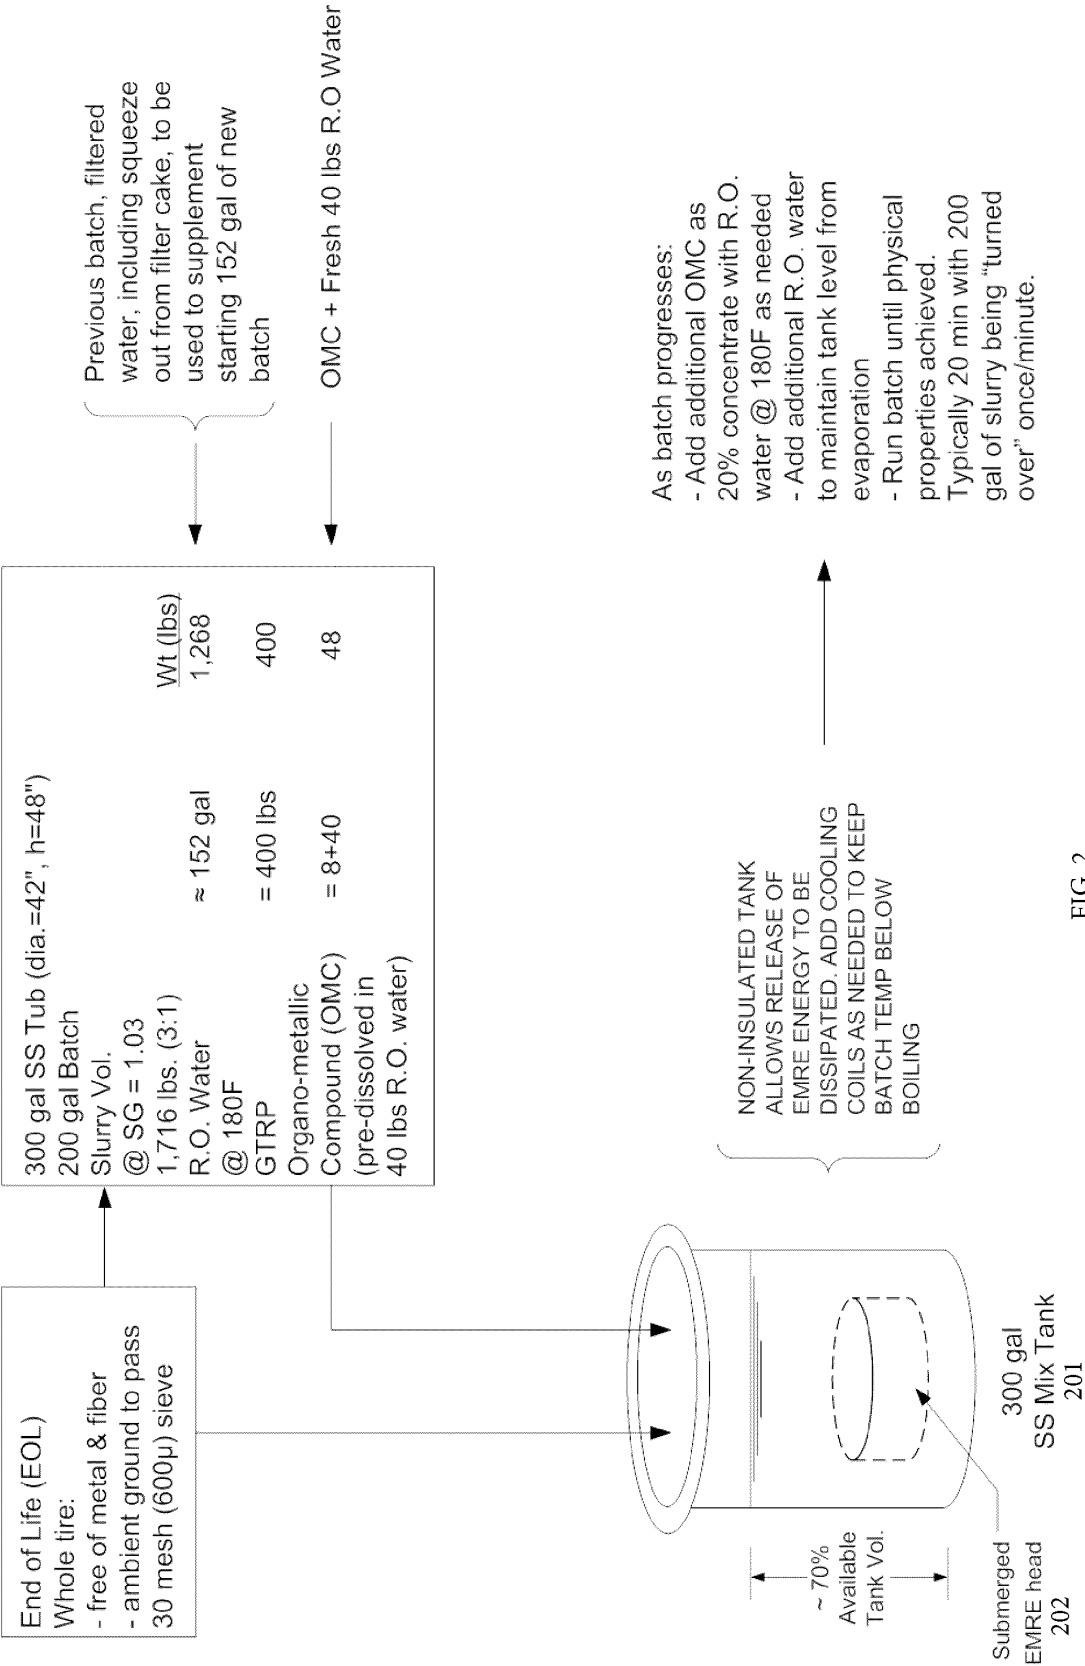 End of Life (EOL)
Whole tire:
- free of metal & fiber
- ambient ground to pass
30 mesh (600µ) sieve
300 gal SS Tub (dia.=42", h=48")
200 gal Batch
Slurry Vol.
@ SG = 1.03
1,716 lbs. (3:1)
Wt (lbs)
R.O. Water ≈ 152 gal 1,268
@ 180F
GTRP = 400 lbs 400
Organo-metallic
Compound (OMC) = 8+40 48
(pre-dissolved in
40 lbs R.O. water)
Previous batch, filtered
water, including squeeze
out from filter cake, to be
used to supplement
starting 152 gal of new
batch
OMC + Fresh 40 lbs R.O Water
~ 70%
Available
Tank Vol.
Submerged
EMRE head
202
300 gal
SS Mix Tank
201
NON-INSULATED TANK
ALLOWS RELEASE OF
EMRE ENERGY TO BE
DISSIPATED. ADD COOLING
COILS AS NEEDED TO KEEP
BATCH TEMP BELOW
BOILING
As batch progresses:
- Add additional OMC as
20% concentrate with R.O.
water @ 180F as needed
- Add additional R.O. water
to maintain tank level from
evaporation
- Run batch until physical
properties achieved.
Typically 20 min with 200
gal of slurry being “turned
over” once/minute.
FIG. 2